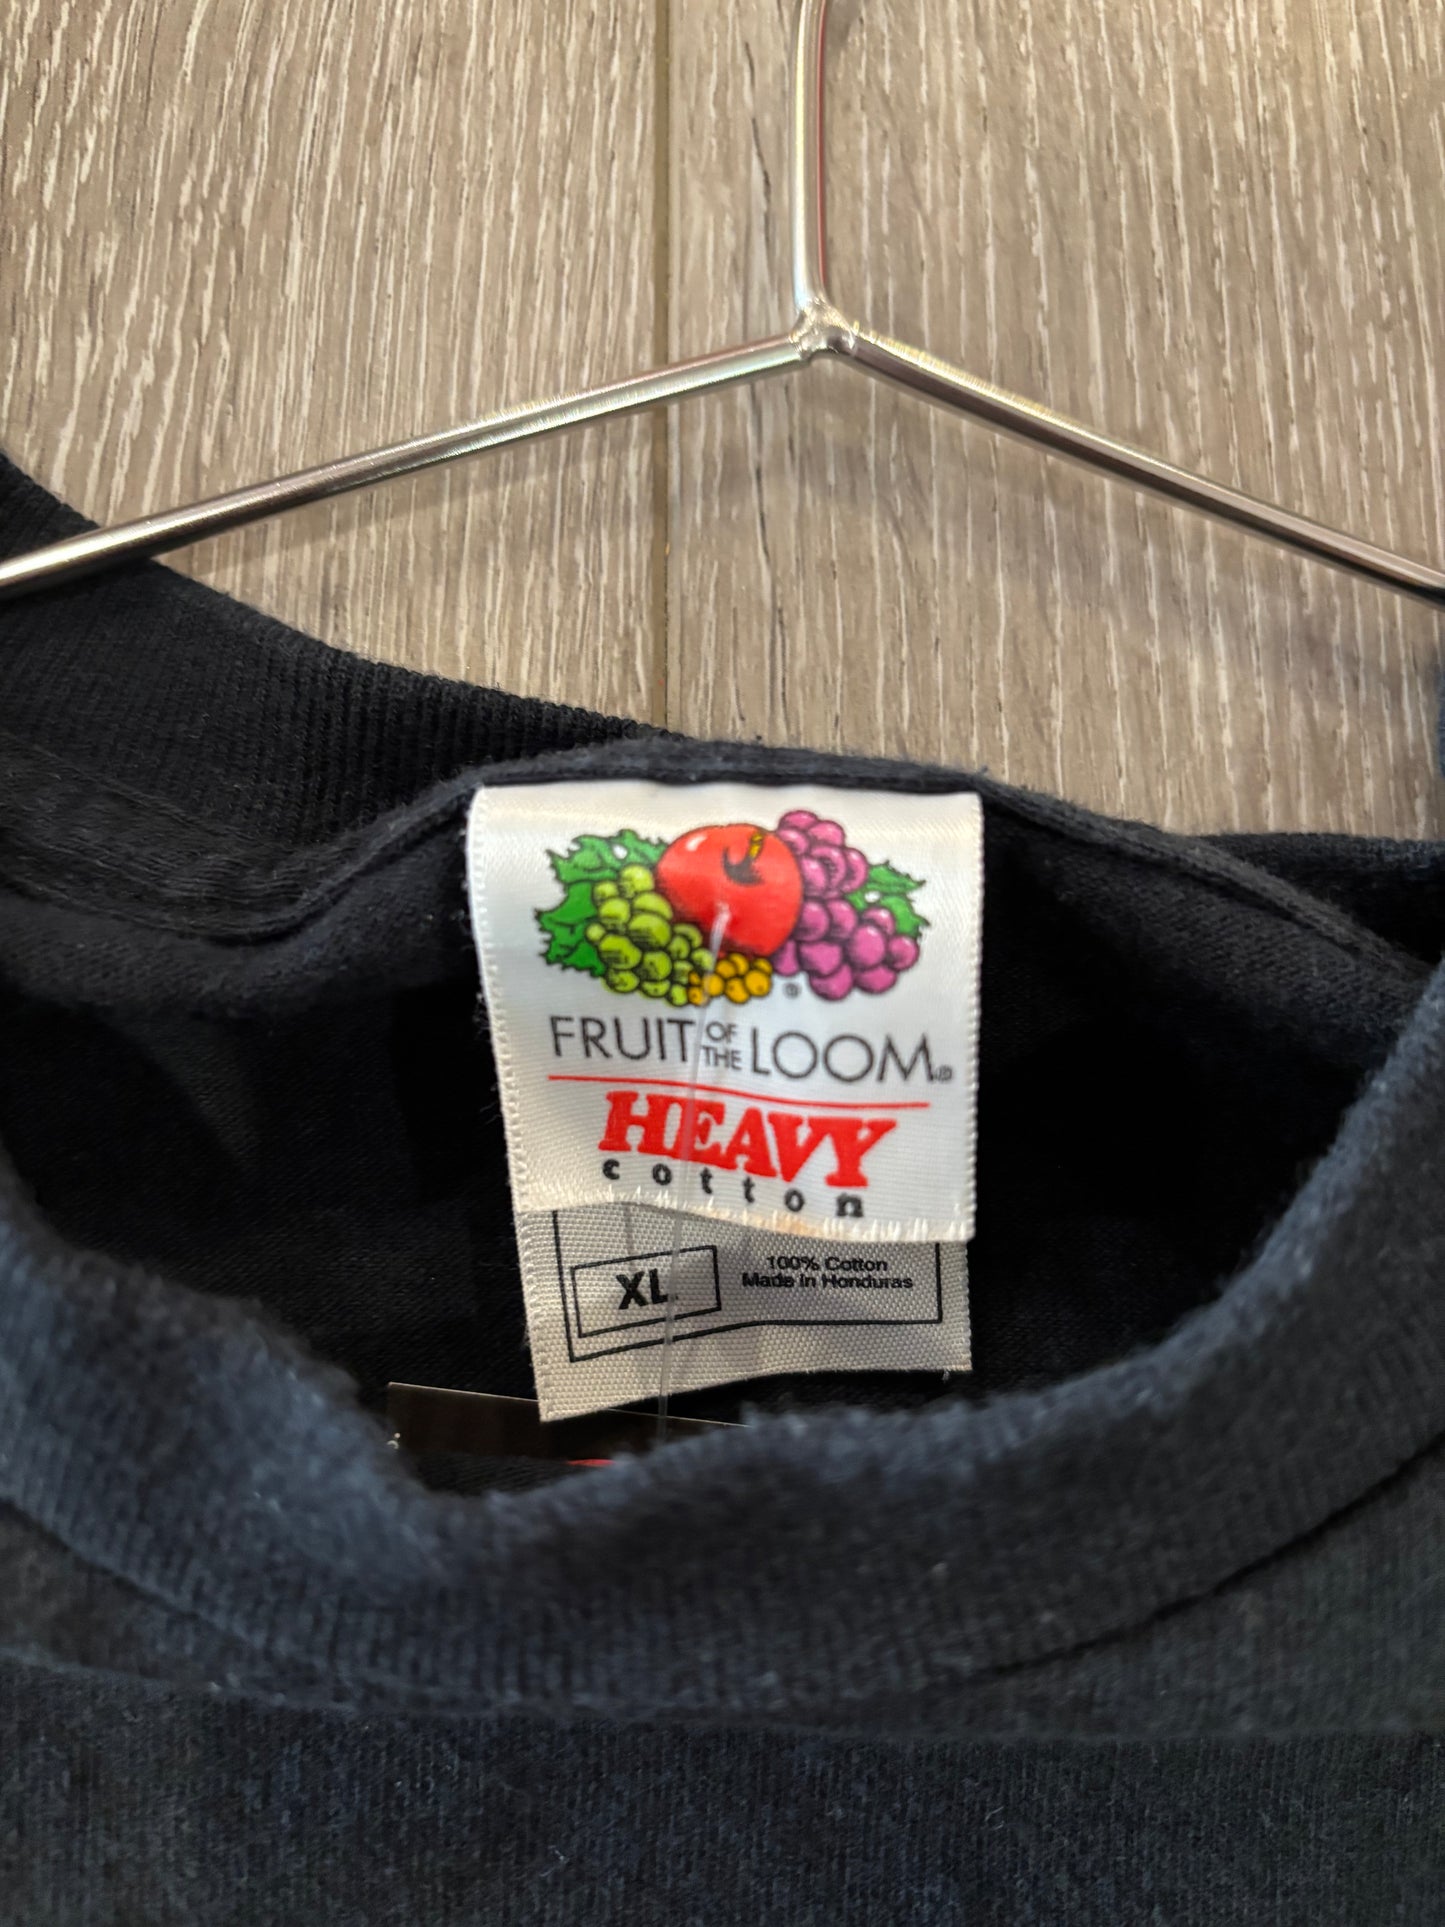 ®
FRUIT OF THE LOOM®
HEAVY
cotton
XL
100% Cotton
Made in Honduras